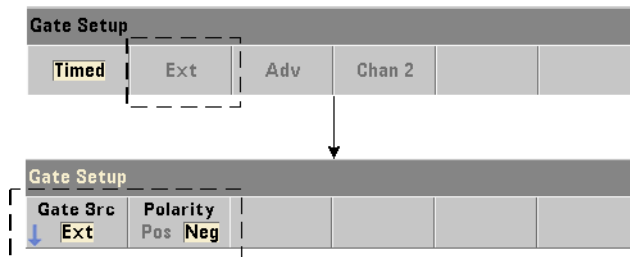 Gate Setup
Timed Ext Adv Chan 2
Gate Setup
Gate Src Polarity
Ext Pos Neg